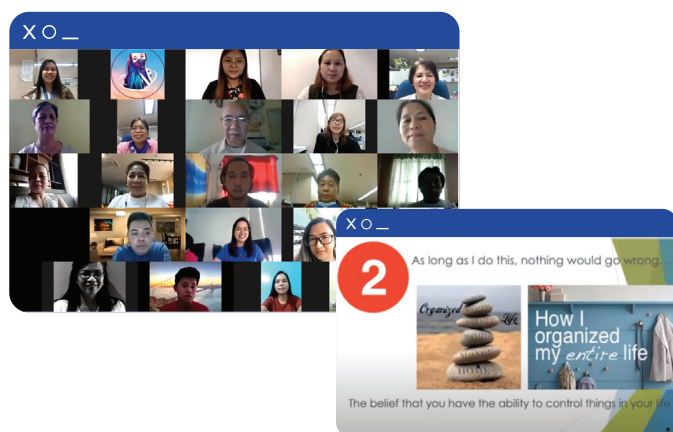 2
As long as I do this, nothing would go wrong...
Organized
Life
HOME
How I
organized
my entire life
The belief that you have the ability to control things in your life